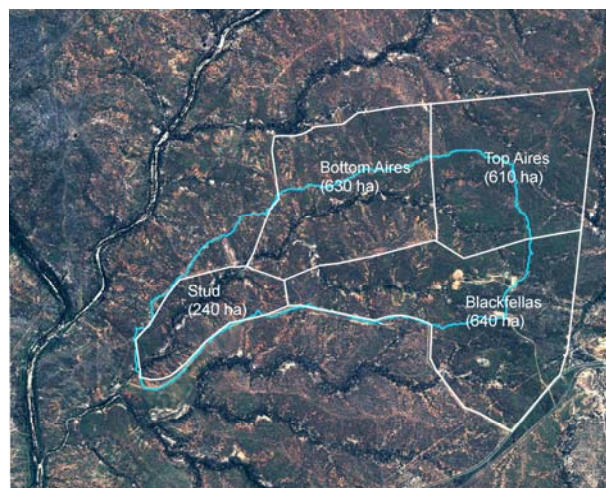 Bottom Aires
(630 ha)
Top Aires
(610 ha)
Stud
(240 ha)
Blackfellas
(640 ha)